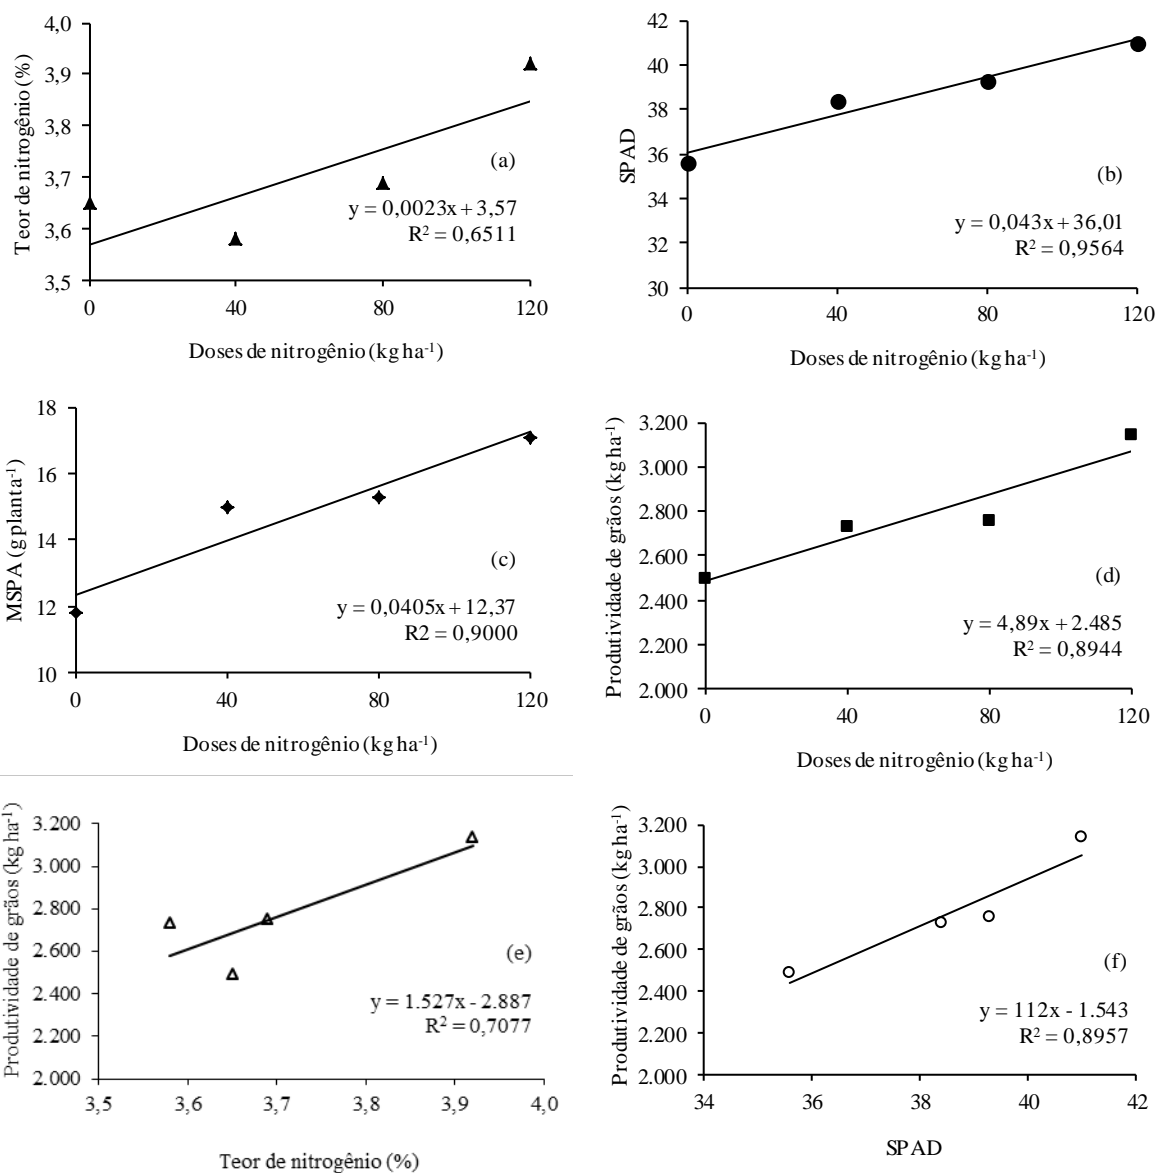 4,0
3,9
3,8
3,7
3,6
3,5
Teor de nitrogênio (%)
(a)
y = 0,0023x + 3,57
R² = 0,6511
0 40 80 120
Doses de nitrogênio (kg ha⁻¹)
42
40
38
36
34
32
30
SPAD
(b)
y = 0,043x + 36,01
R² = 0,9564
0 40 80 120
Doses de nitrogênio (kg ha⁻¹)
18
16
14
12
10
MSPA (g planta⁻¹)
(c)
y = 0,0405x + 12,37
R2 = 0,9000
0 40 80 120
Doses de nitrogênio (kg ha⁻¹)
3.200
3.000
2.800
2.600
2.400
2.200
2.000
Produtividade de grãos (kg ha⁻¹)
(d)
y = 4,89x + 2.485
R² = 0,8944
0 40 80 120
Doses de nitrogênio (kg ha⁻¹)
3.200
3.000
2.800
2.600
2.400
2.200
2.000
Produtividade de grãos (kg ha⁻¹)
(e)
y = 1.527x - 2.887
R² = 0,7077
3,5 3,6 3,7 3,8 3,9 4,0
Teor de nitrogênio (%)
3.200
3.000
2.800
2.600
2.400
2.200
2.000
Produtividade de grãos (kg ha⁻¹)
(f)
y = 112x - 1.543
R² = 0,8957
34 36 38 40 42
SPAD